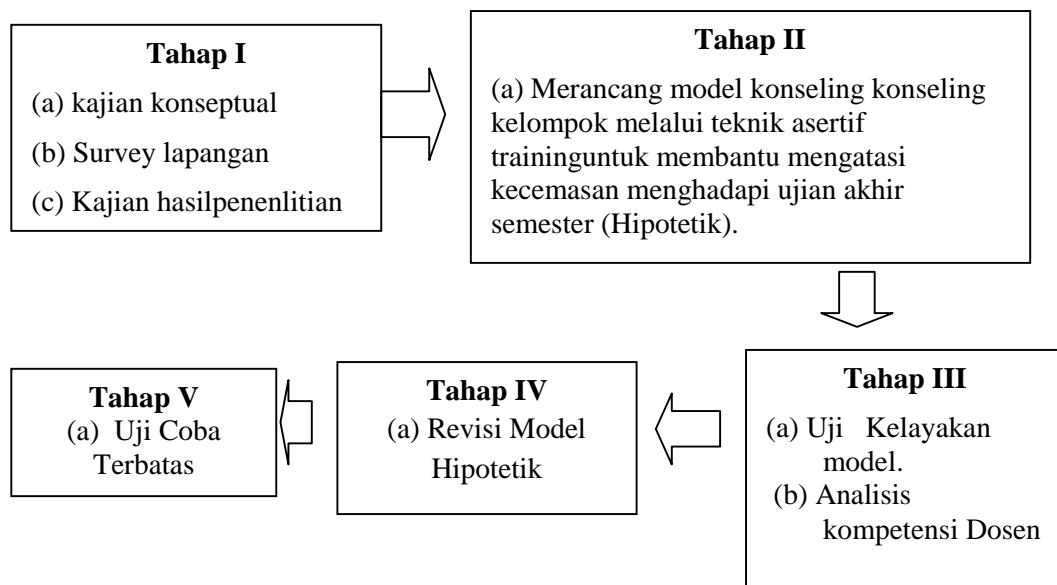 Tahap I
(a) kajian konseptual
(b) Survey lapangan
(c) Kajian hasilpenenlitian
Tahap II
(a) Merancang model konseling konseling
kelompok melalui teknik asertif
traininguntuk membantu mengatasi
kecemasan menghadapi ujian akhir
semester (Hipotetik).
Tahap III
(a) Uji Kelayakan
model.
(b) Analisis
kompetensi Dosen
Tahap IV
(a) Revisi Model
Hipotetik
Tahap V
(a) Uji Coba
Terbatas